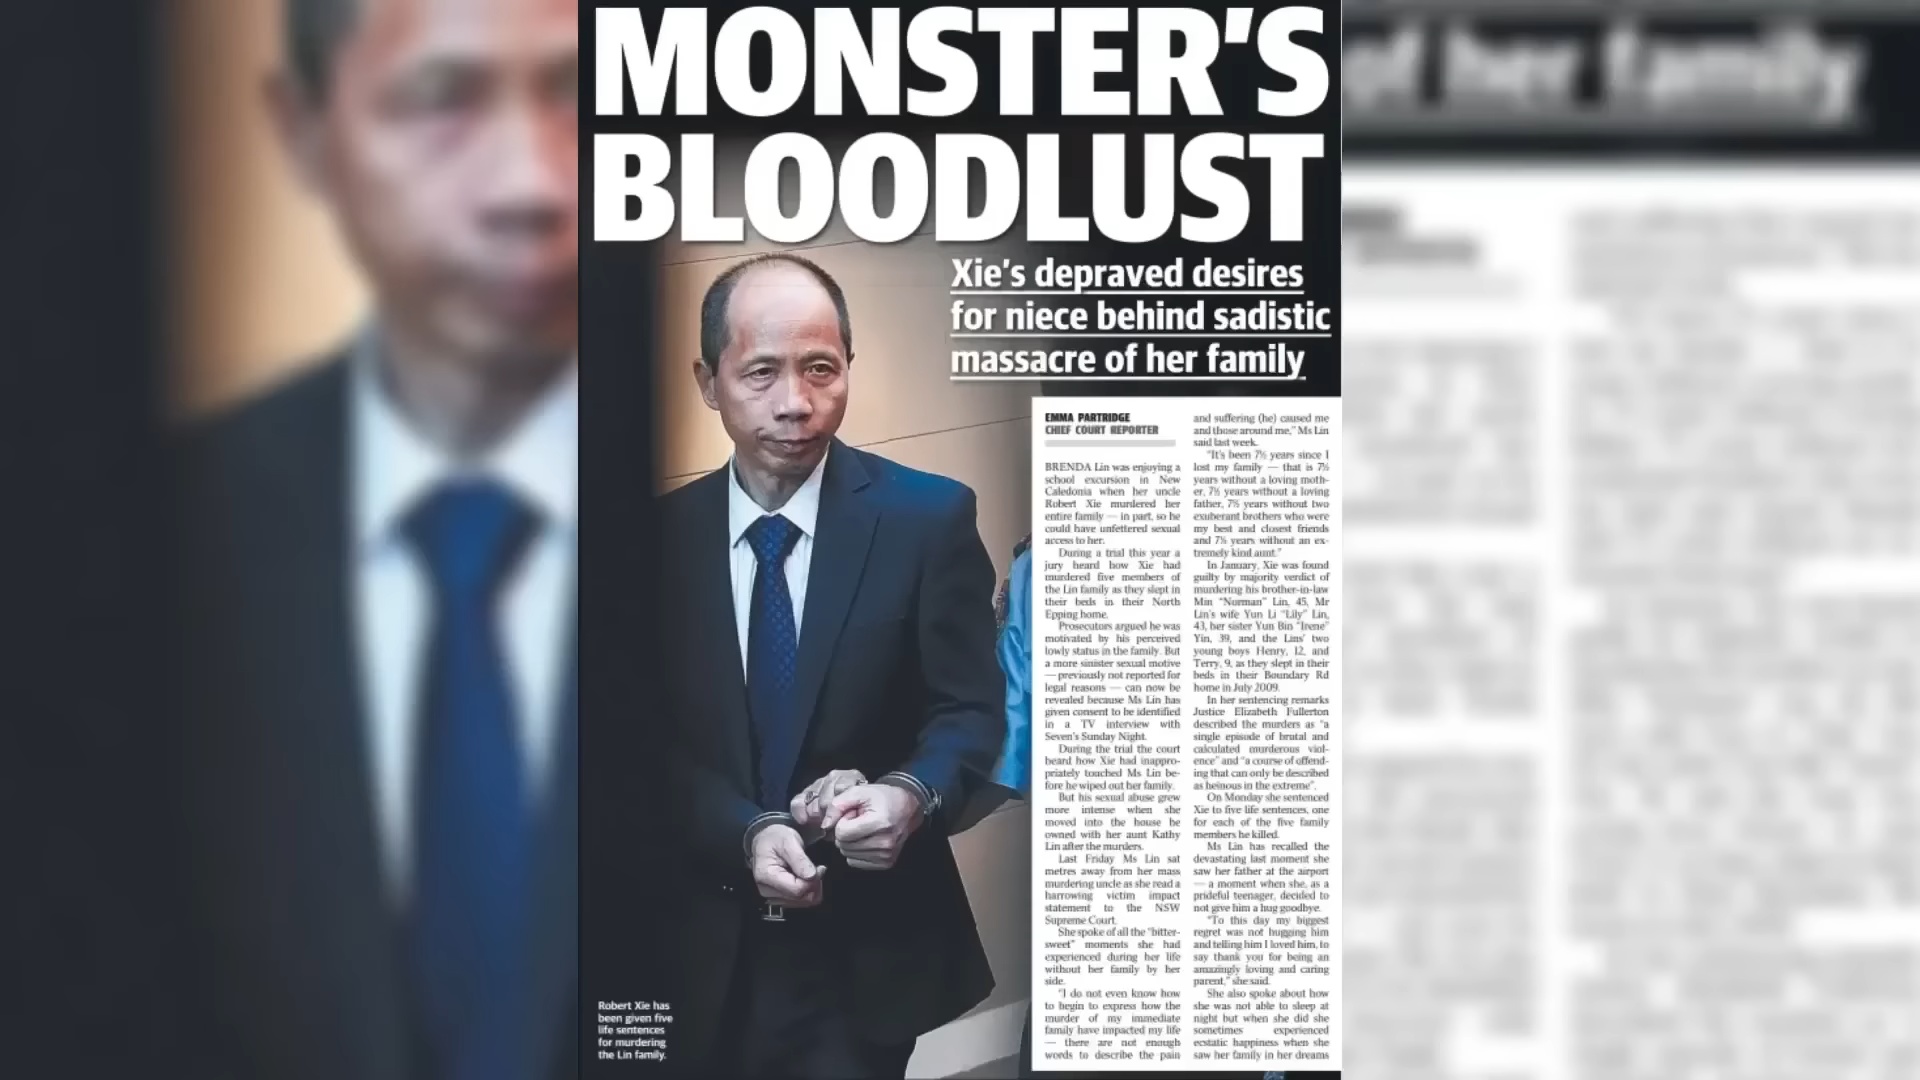 MONSTER'S
BLOODLUST
Xie's depraved desires
for niece behind sadistic
massacre of her family
EMMA PARTRIDGE
CHIEF COURT REPORTER
BRENDA Lin was enjoying a
school excursion in New
Caledonia when her uncle
Robert Xie murdered her
entire family — in part, so he
could have unfettered sexual
access to her.
During a trial this year a
jury heard how Xie had
murdered five members of
the Lin family as they slept in
their beds in their North
Epping home.
Prosecutors argued he was
motivated by his perceived
lowly status in the family. But
a more sinister sexual motive
— previously not reported for
legal reasons — can now be
revealed because Ms Lin has
given consent to be identified
in a TV interview with
Seven's Sunday Night.
During the trial the court
heard how Xie had inappro-
priately touched Ms Lin be-
fore he wiped out her family.
But his sexual abuse grew
more intense when she
moved into the house he
owned with her aunt Kathy
Lin after the murders.
Last Friday Ms Lin sat
metres away from her mass
murdering uncle as she read a
harrowing victim impact
statement to the NSW
Supreme Court.
She spoke of all the "bitter-
sweet" moments she had
experienced during her life
without her family by her
side.
"I do not even know how
to begin to express how the
murder of my immediate
family have impacted my life
— there are not enough
words to describe the pain
and suffering (he) caused me
and those around me," Ms Lin
said last week.
"It's been 7½ years since I
lost my family — that is 7½
years without a loving moth-
er, 7½ years without a loving
father, 7½ years without two
exuberant brothers who were
my best and closest friends
and 7½ years without an ex-
tremely kind aunt."
In January, Xie was found
guilty by majority verdict of
murdering his brother-in-law
Min "Norman" Lin, 45, Mr
Lin's wife Yun Li "Lily" Lin,
43, her sister Yun Bin "Irene"
Yin, 39, and the Lins' two
young boys Henry, 12, and
Terry, 9, as they slept in their
beds in their Boundary Rd
home in July 2009.
In her sentencing remarks
Justice Elizabeth Fullerton
described the murders as "a
single episode of brutal and
calculated murderous viol-
ence" and "a course of offend-
ing that can only be described
as heinous in the extreme".
On Monday she sentenced
Xie to five life sentences, one
for each of the five family
members he killed.
Ms Lin has recalled the
devastating last moment she
saw her father at the airport
— a moment when she, as a
prideful teenager, decided to
not give him a hug goodbye.
"To this day my biggest
regret was not hugging him
and telling him I loved him, to
say thank you for being an
amazingly loving and caring
parent," she said.
She also spoke about how
she was not able to sleep at
night but when she did she
sometimes experienced
ecstatic happiness when she
saw her family in her dreams
Robert Xie has
been given five
life sentences
for murdering
the Lin family.
of her family